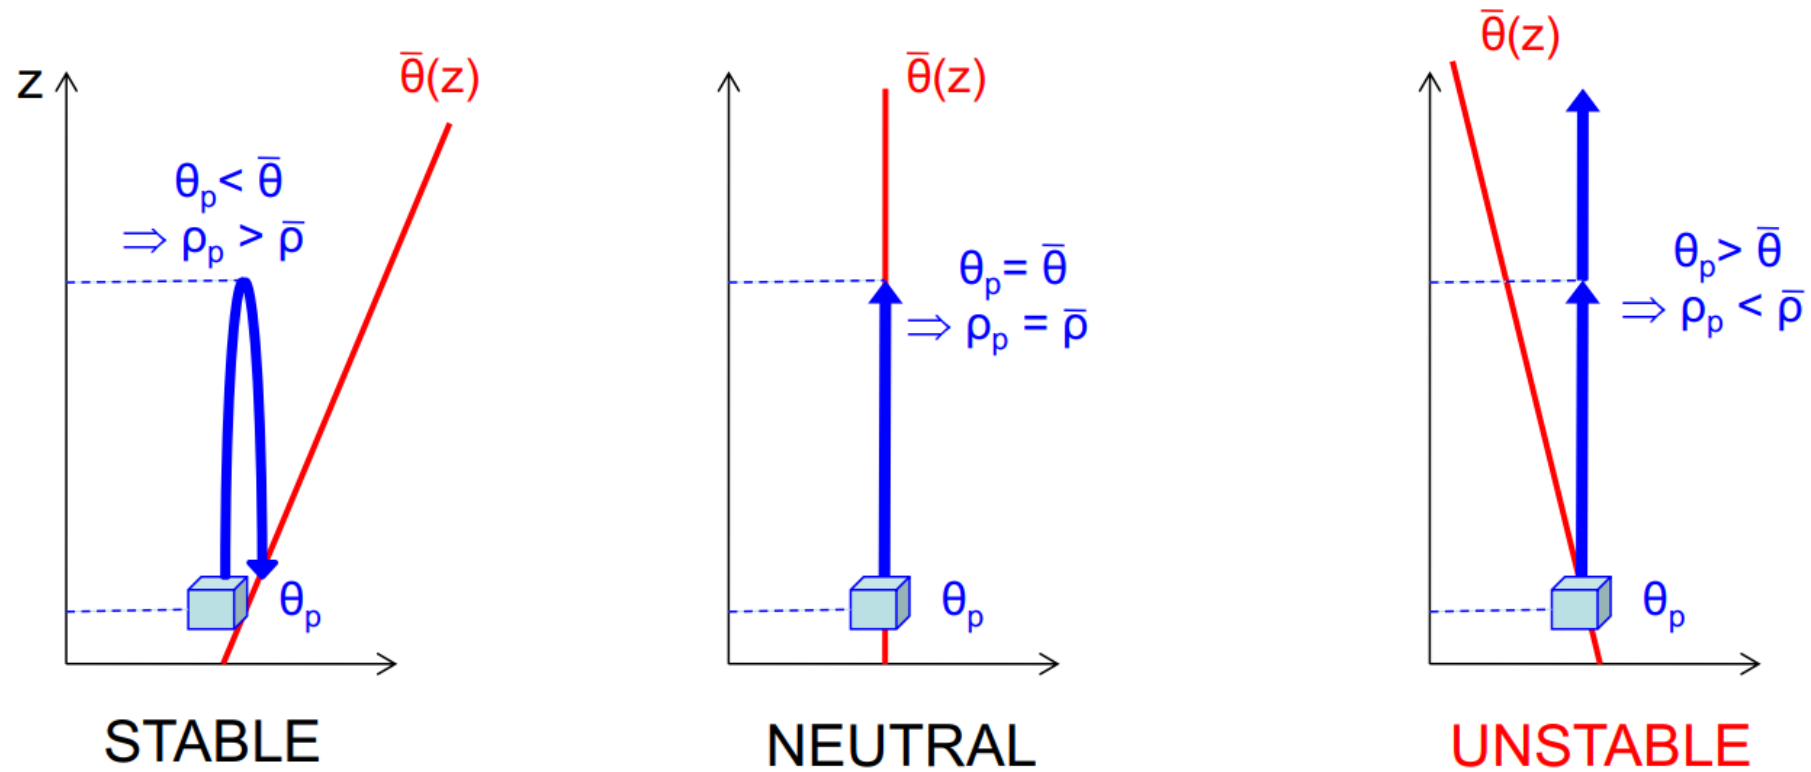 z
θ̅(z)
θₚ< θ̅
⇒ ρₚ > ρ̅
θₚ
STABLE
θ̅(z)
θₚ= θ̅
⇒ ρₚ = ρ̅
θₚ
NEUTRAL
θ̅(z)
θₚ> θ̅
⇒ ρₚ < ρ̅
θₚ
UNSTABLE